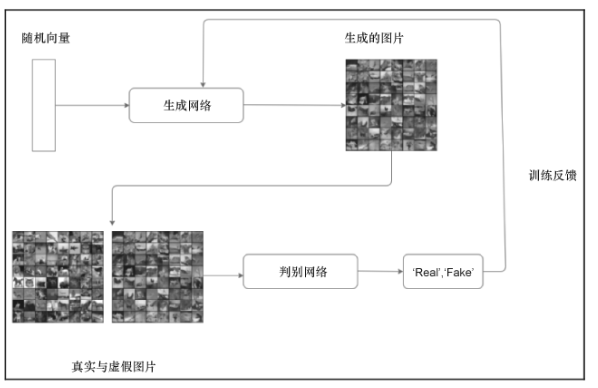 随机向量
生成的图片
生成网络
训练反馈
判别网络
‘Real’,‘Fake’
真实与虚假图片